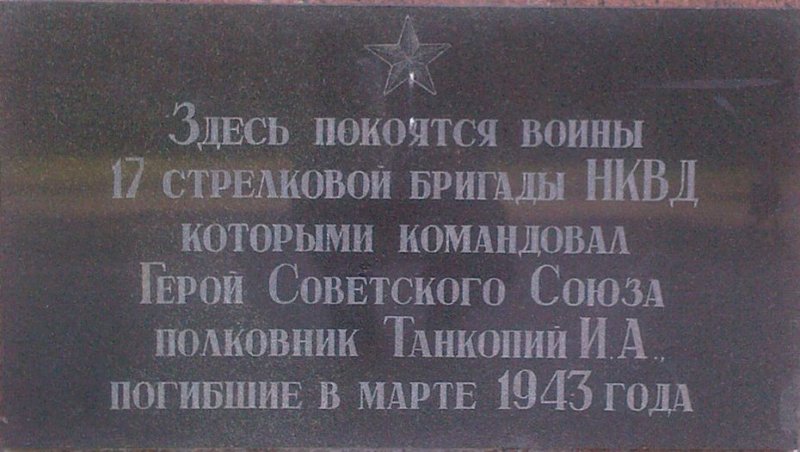 Здесь покоятся воины
17 стрелковой бригады НКВД
которыми командовал
Герой Советского Союза
полковник Танкопий И.А.,
погибшие в марте 1943 года